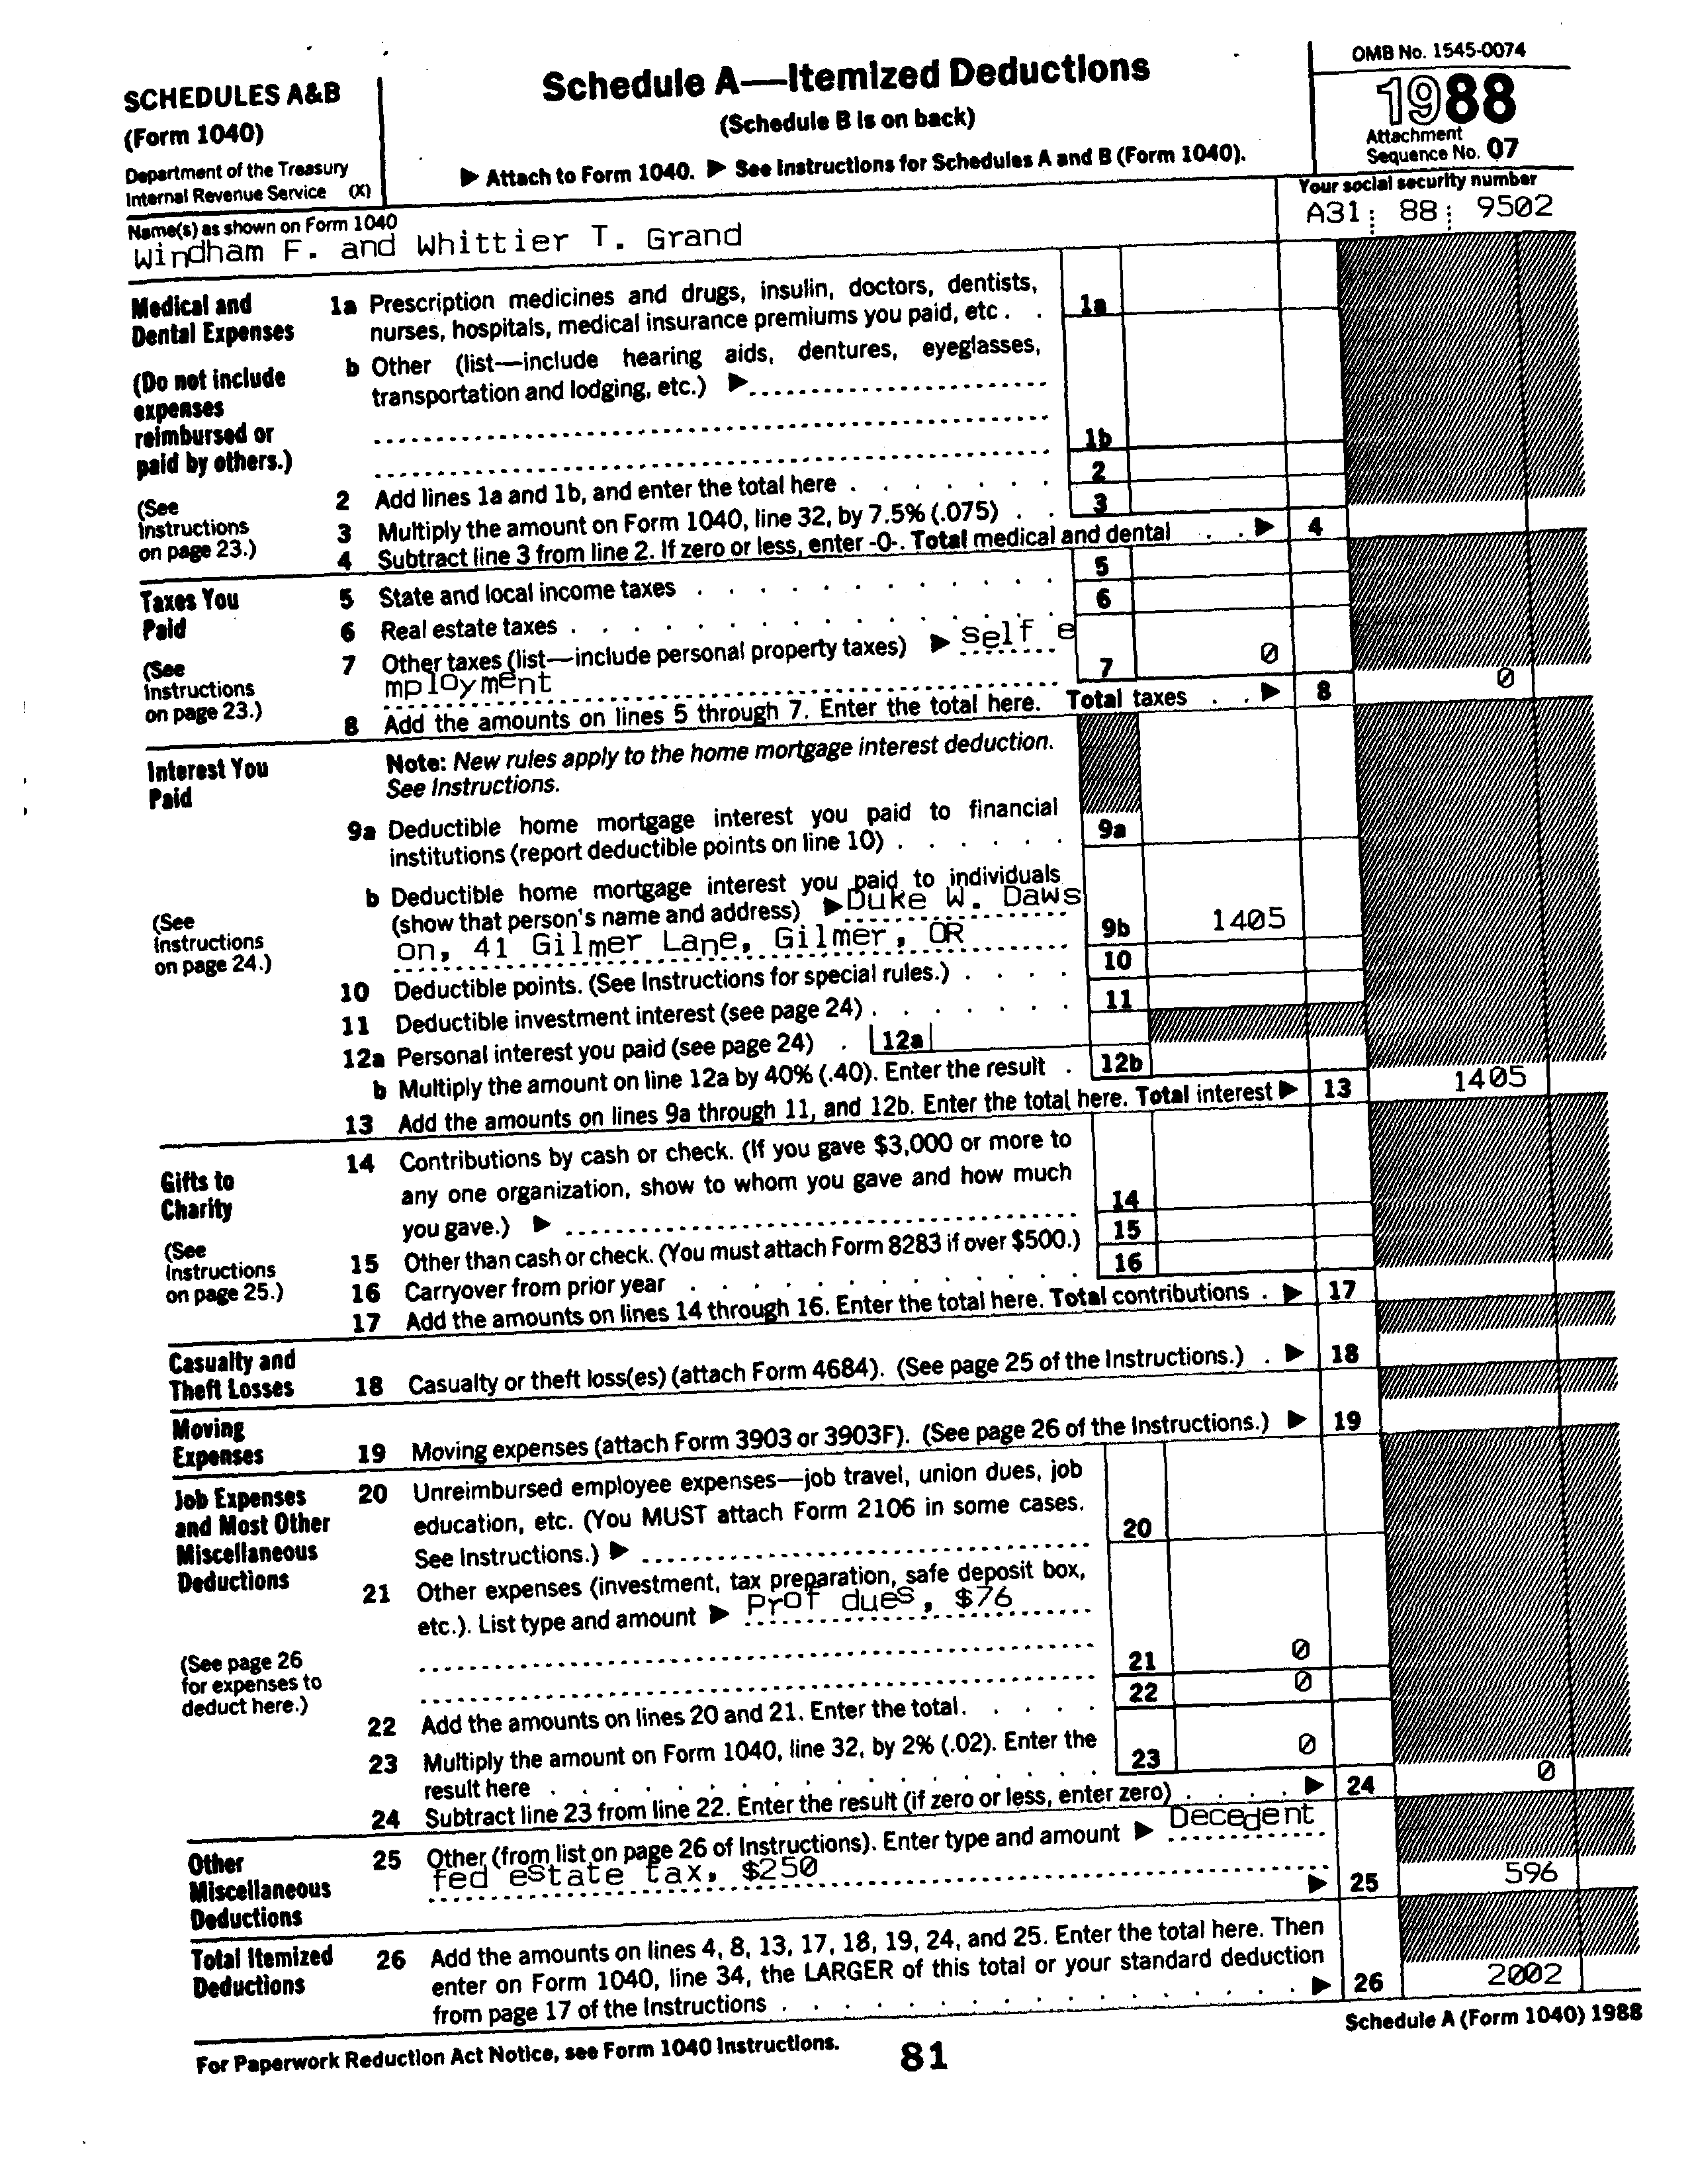 SCHEDULES A&B
(Form 1040)
Department of the Treasury
Internal Revenue Service (X)
Schedule A—Itemized Deductions
(Schedule B is on back)
▶ Attach to Form 1040. ▶ See Instructions for Schedules A and B (Form 1040).
OMB No. 1545-0074
1988
Attachment
Sequence No. 07
Name(s) as shown on Form 1040
Windham F. and Whittier T. Grand
Your social security number
A31 88 9502
Medical and
Dental Expenses
(Do not include
expenses
reimbursed or
paid by others.)
(See
Instructions
on page 23.)
1a Prescription medicines and drugs, insulin, doctors, dentists,
nurses, hospitals, medical insurance premiums you paid, etc. . . 1a
b Other (list—include hearing aids, dentures, eyeglasses,
transportation and lodging, etc.) ▶
1b
2 Add lines 1a and 1b, and enter the total here . . . . . . . 2
3 Multiply the amount on Form 1040, line 32, by 7.5% (.075) . . 3
4 Subtract line 3 from line 2. If zero or less, enter -0-. Total medical and dental . . ▶ 4
Taxes You
Paid
(See
Instructions
on page 23.)
5 State and local income taxes . . . . . . . . . . . 5
6 Real estate taxes . . . . . . . . . . . . . . 6
7 Other taxes (list—include personal property taxes) ▶ self e
mployment 7 0
8 Add the amounts on lines 5 through 7. Enter the total here. Total taxes . . ▶ 8 0
Interest You
Paid
(See
Instructions
on page 24.)
Note: New rules apply to the home mortgage interest deduction.
See Instructions.
9a Deductible home mortgage interest you paid to financial
institutions (report deductible points on line 10) . . . . . . 9a
b Deductible home mortgage interest you paid to individuals
(show that person's name and address) ▶ Duke W. Daws
on, 41 Gilmer Lane, Gilmer, OR 9b 1405
10 Deductible points. (See Instructions for special rules.) . . . . 10
11 Deductible investment interest (see page 24) . . . . . . . 11
12a Personal interest you paid (see page 24) . 12a
b Multiply the amount on line 12a by 40% (.40). Enter the result . 12b
13 Add the amounts on lines 9a through 11, and 12b. Enter the total here. Total interest ▶ 13 1405
Gifts to
Charity
(See
Instructions
on page 25.)
14 Contributions by cash or check. (If you gave $3,000 or more to
any one organization, show to whom you gave and how much
you gave.) ▶ 14
15 Other than cash or check. (You must attach Form 8283 if over $500.) 15
16 Carryover from prior year . . . . . . . . . . . . 16
17 Add the amounts on lines 14 through 16. Enter the total here. Total contributions . ▶ 17
Casualty and
Theft Losses
18 Casualty or theft loss(es) (attach Form 4684). (See page 25 of the Instructions.) . ▶ 18
Moving
Expenses
19 Moving expenses (attach Form 3903 or 3903F). (See page 26 of the Instructions.) ▶ 19
Job Expenses
and Most Other
Miscellaneous
Deductions
(See page 26
for expenses to
deduct here.)
20 Unreimbursed employee expenses—job travel, union dues, job
education, etc. (You MUST attach Form 2106 in some cases.
See Instructions.) ▶ 20
21 Other expenses (investment, tax preparation, safe deposit box,
etc.). List type and amount ▶ Prof dues, $76
21 0
22 Add the amounts on lines 20 and 21. Enter the total. . . . . 22 0
23 Multiply the amount on Form 1040, line 32, by 2% (.02). Enter the
result here . . . . . . . . . . . . . . . . 23 0
24 Subtract line 23 from line 22. Enter the result (if zero or less, enter zero) . . . . ▶ 24 0
Other
Miscellaneous
Deductions
25 Other (from list on page 26 of Instructions). Enter type and amount ▶ Decedent
fed estate tax, $250
▶ 25 596
Total Itemized
Deductions
26 Add the amounts on lines 4, 8, 13, 17, 18, 19, 24, and 25. Enter the total here. Then
enter on Form 1040, line 34, the LARGER of this total or your standard deduction
from page 17 of the Instructions . . . . . . . . . . . . . . . ▶ 26 2002
For Paperwork Reduction Act Notice, see Form 1040 Instructions.
81
Schedule A (Form 1040) 1988